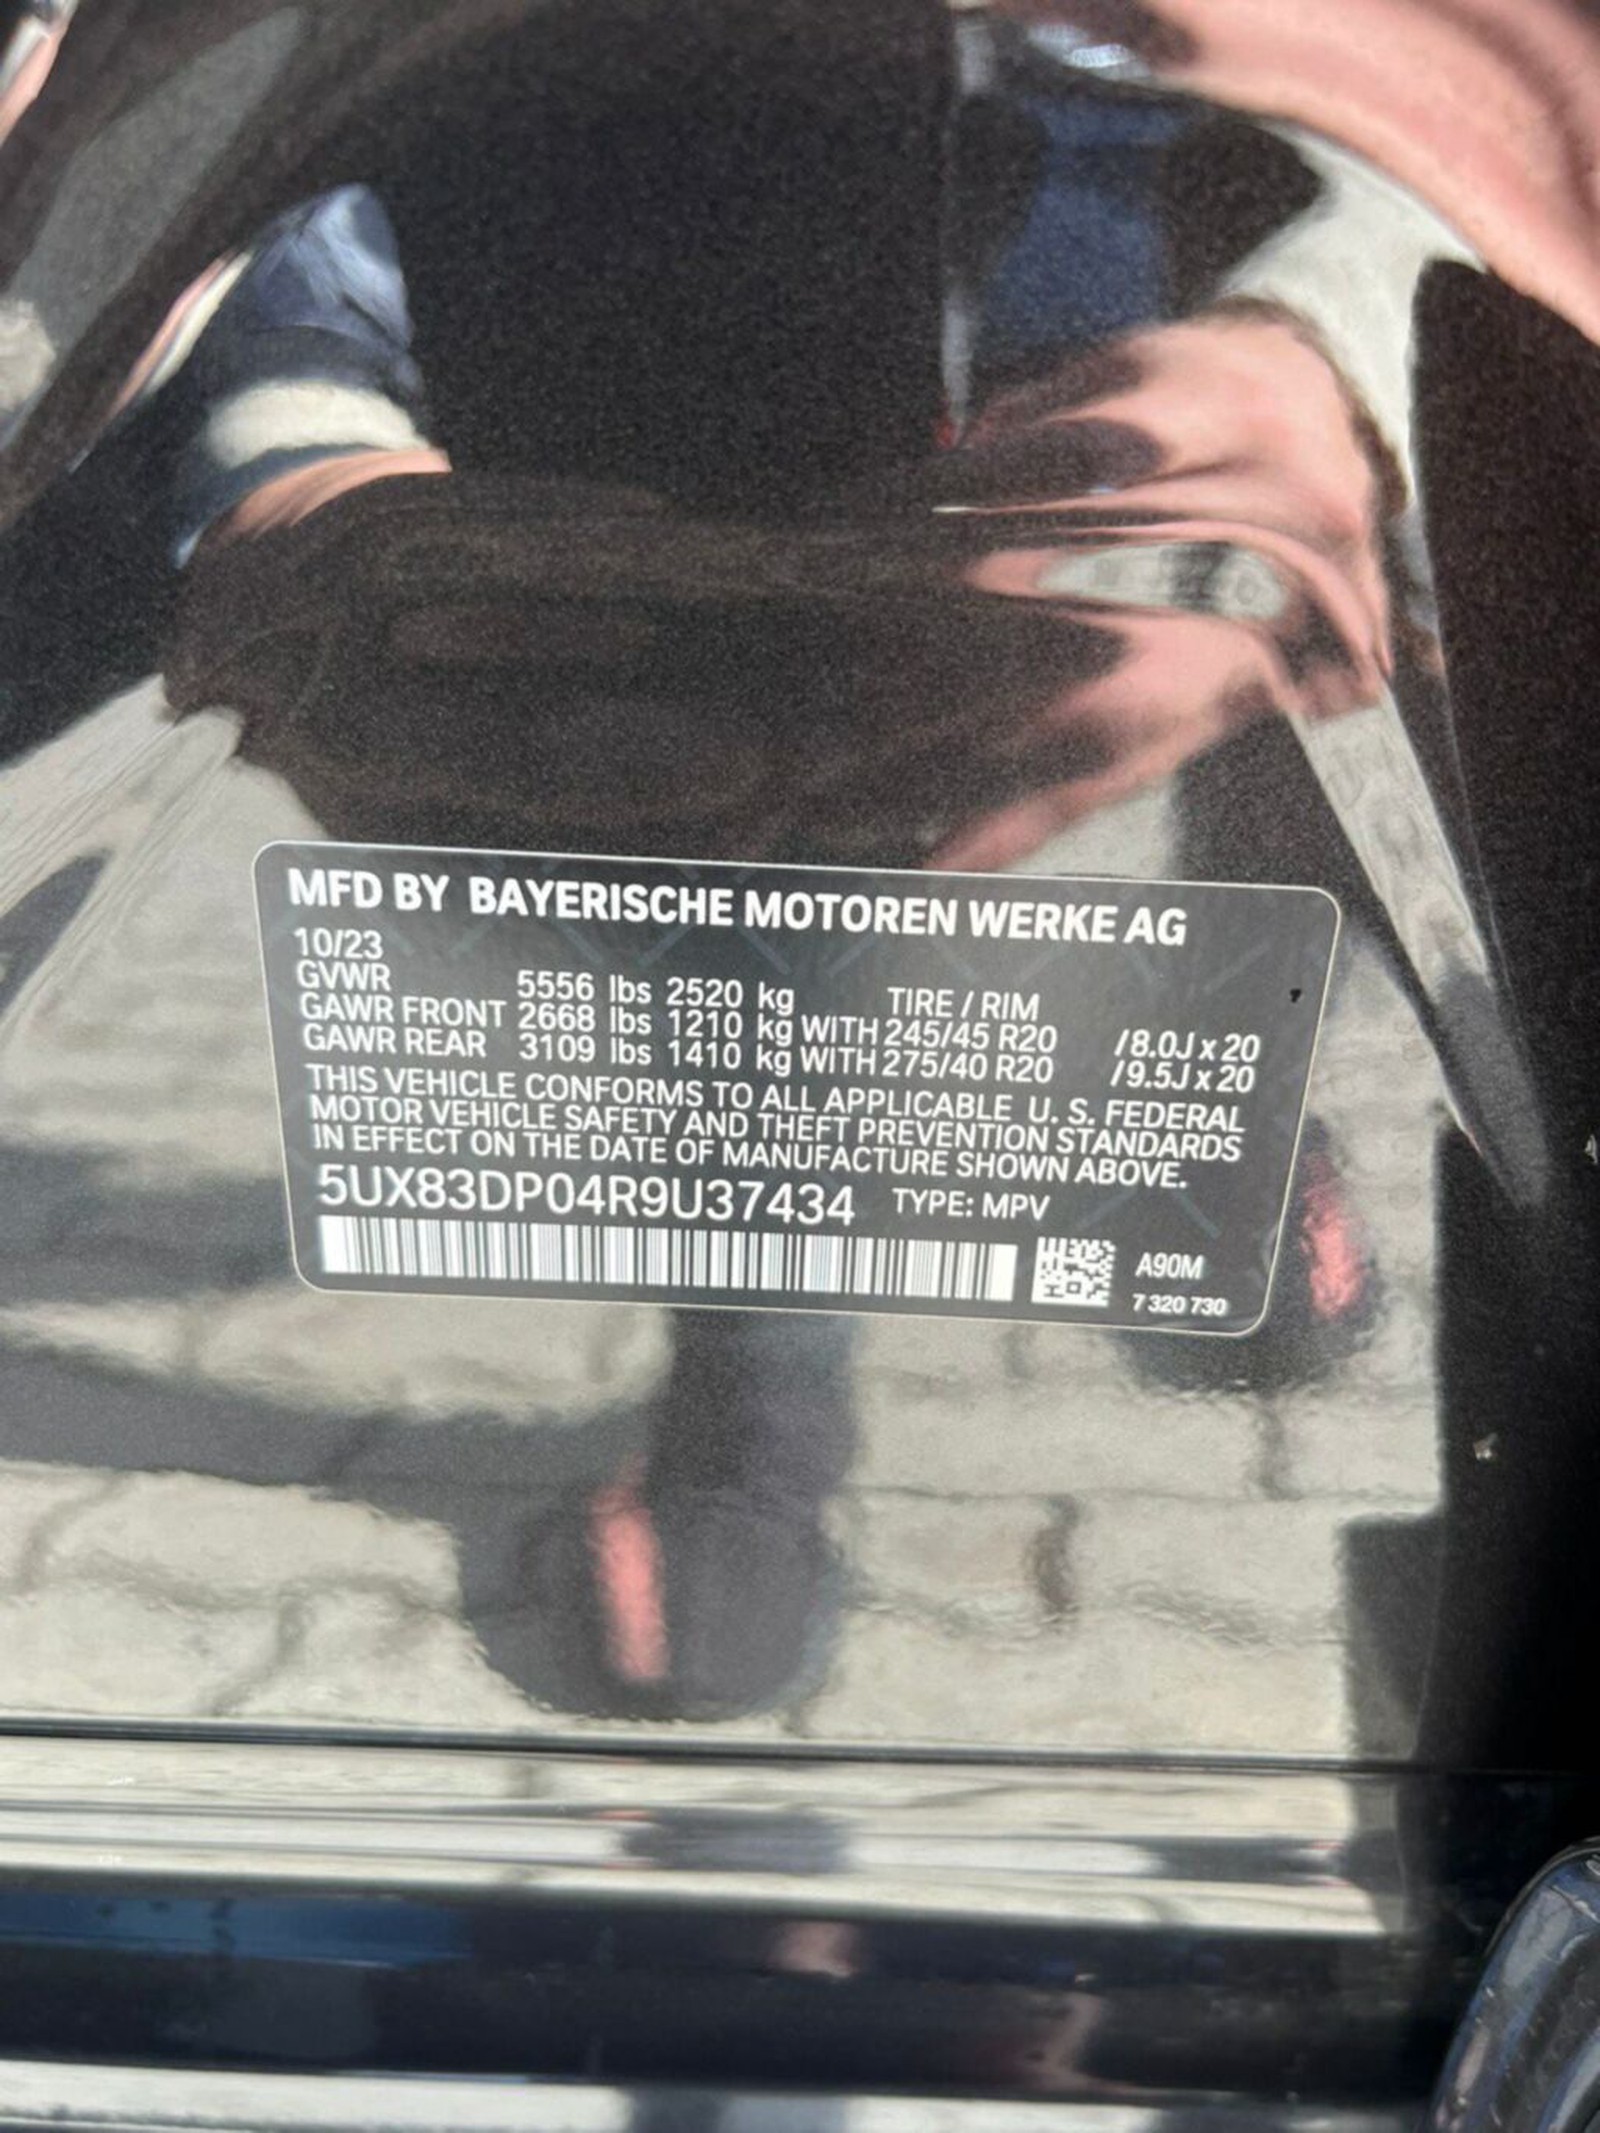 MFD BY BAYERISCHE MOTOREN WERKE AG
10/23
GVWR 5556 lbs 2520 kg TIRE / RIM
GAWR FRONT 2668 lbs 1210 kg WITH 245/45 R20 /8.0J x 20
GAWR REAR 3109 lbs 1410 kg WITH 275/40 R20 /9.5J x 20
THIS VEHICLE CONFORMS TO ALL APPLICABLE U. S. FEDERAL
MOTOR VEHICLE SAFETY AND THEFT PREVENTION STANDARDS
IN EFFECT ON THE DATE OF MANUFACTURE SHOWN ABOVE.
5UX83DP04R9U37434 TYPE: MPV
A90M
7 320 730